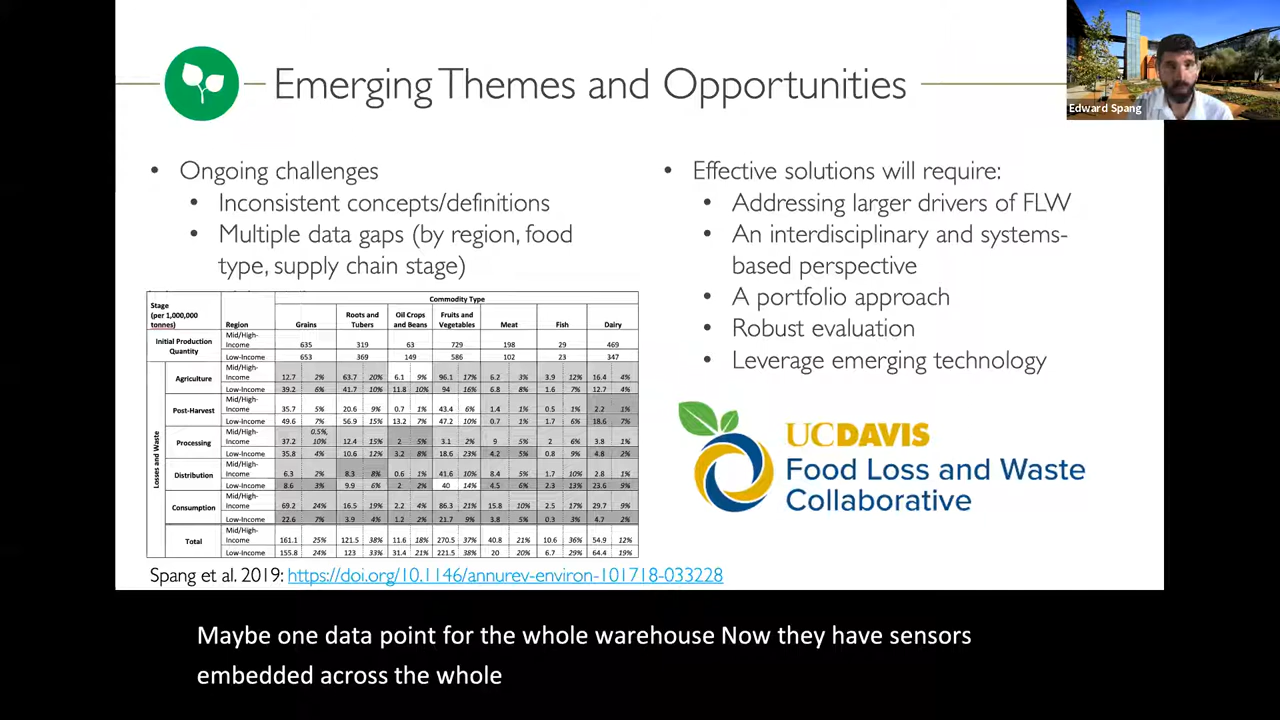 Emerging Themes and Opportunities
Edward Spang
• Ongoing challenges
• Inconsistent concepts/definitions
• Multiple data gaps (by region, food
type, supply chain stage)
• Effective solutions will require:
• Addressing larger drivers of FLW
• An interdisciplinary and systems-
based perspective
• A portfolio approach
• Robust evaluation
• Leverage emerging technology
Stage
(per 1,000,000
tonnes)
Region
Commodity Type
Grains
Roots and
Tubers
Oil Crops
and Beans
Fruits and
Vegetables
Meat
Fish
Dairy
Initial Production
Quantity
Mid/High-
Income 635 319 63 729 198 29 469
Low-Income 653 369 149 586 102 23 347
Losses and Waste
Agriculture
Mid/High-
Income 12.7 2% 63.7 20% 6.1 9% 96.1 17% 6.2 3% 3.9 12% 16.4 4%
Low-Income 39.2 6% 41.7 10% 11.8 10% 94 16% 6.8 8% 1.6 7% 12.7 4%
Post-Harvest
Mid/High-
Income 35.7 5% 20.6 9% 0.7 1% 43.4 6% 1.4 1% 0.5 1% 2.2 1%
Low-Income 49.6 7% 56.9 15% 13.2 7% 47.2 10% 0.7 1% 1.7 6% 18.6 7%
Processing
Mid/High-
Income 37.2 0.5%, 10% 12.4 15% 2 5% 3.1 2% 9 5% 2 6% 3.8 1%
Low-Income 35.8 4% 10.6 12% 3.2 8% 18.6 23% 4.2 5% 0.8 9% 4.8 2%
Distribution
Mid/High-
Income 6.3 2% 8.3 8% 0.6 1% 41.6 10% 8.4 5% 1.7 10% 2.8 1%
Low-Income 8.6 3% 9.9 6% 2 2% 40 14% 4.5 6% 2.3 13% 23.6 9%
Consumption
Mid/High-
Income 69.2 24% 16.5 19% 2.2 4% 86.3 21% 15.8 10% 2.5 17% 29.7 9%
Low-Income 22.6 7% 3.9 4% 1.2 2% 21.7 9% 3.8 5% 0.3 3% 4.7 2%
Total
Mid/High-
Income 161.1 25% 121.5 38% 11.6 18% 270.5 37% 40.8 21% 10.6 36% 54.9 12%
Low-Income 155.8 24% 123 33% 31.4 21% 221.5 38% 20 20% 6.7 29% 64.4 19%
UCDAVIS
Food Loss and Waste
Collaborative
Spang et al. 2019: https://doi.org/10.1146/annurev-environ-101718-033228
Maybe one data point for the whole warehouse Now they have sensors
embedded across the whole